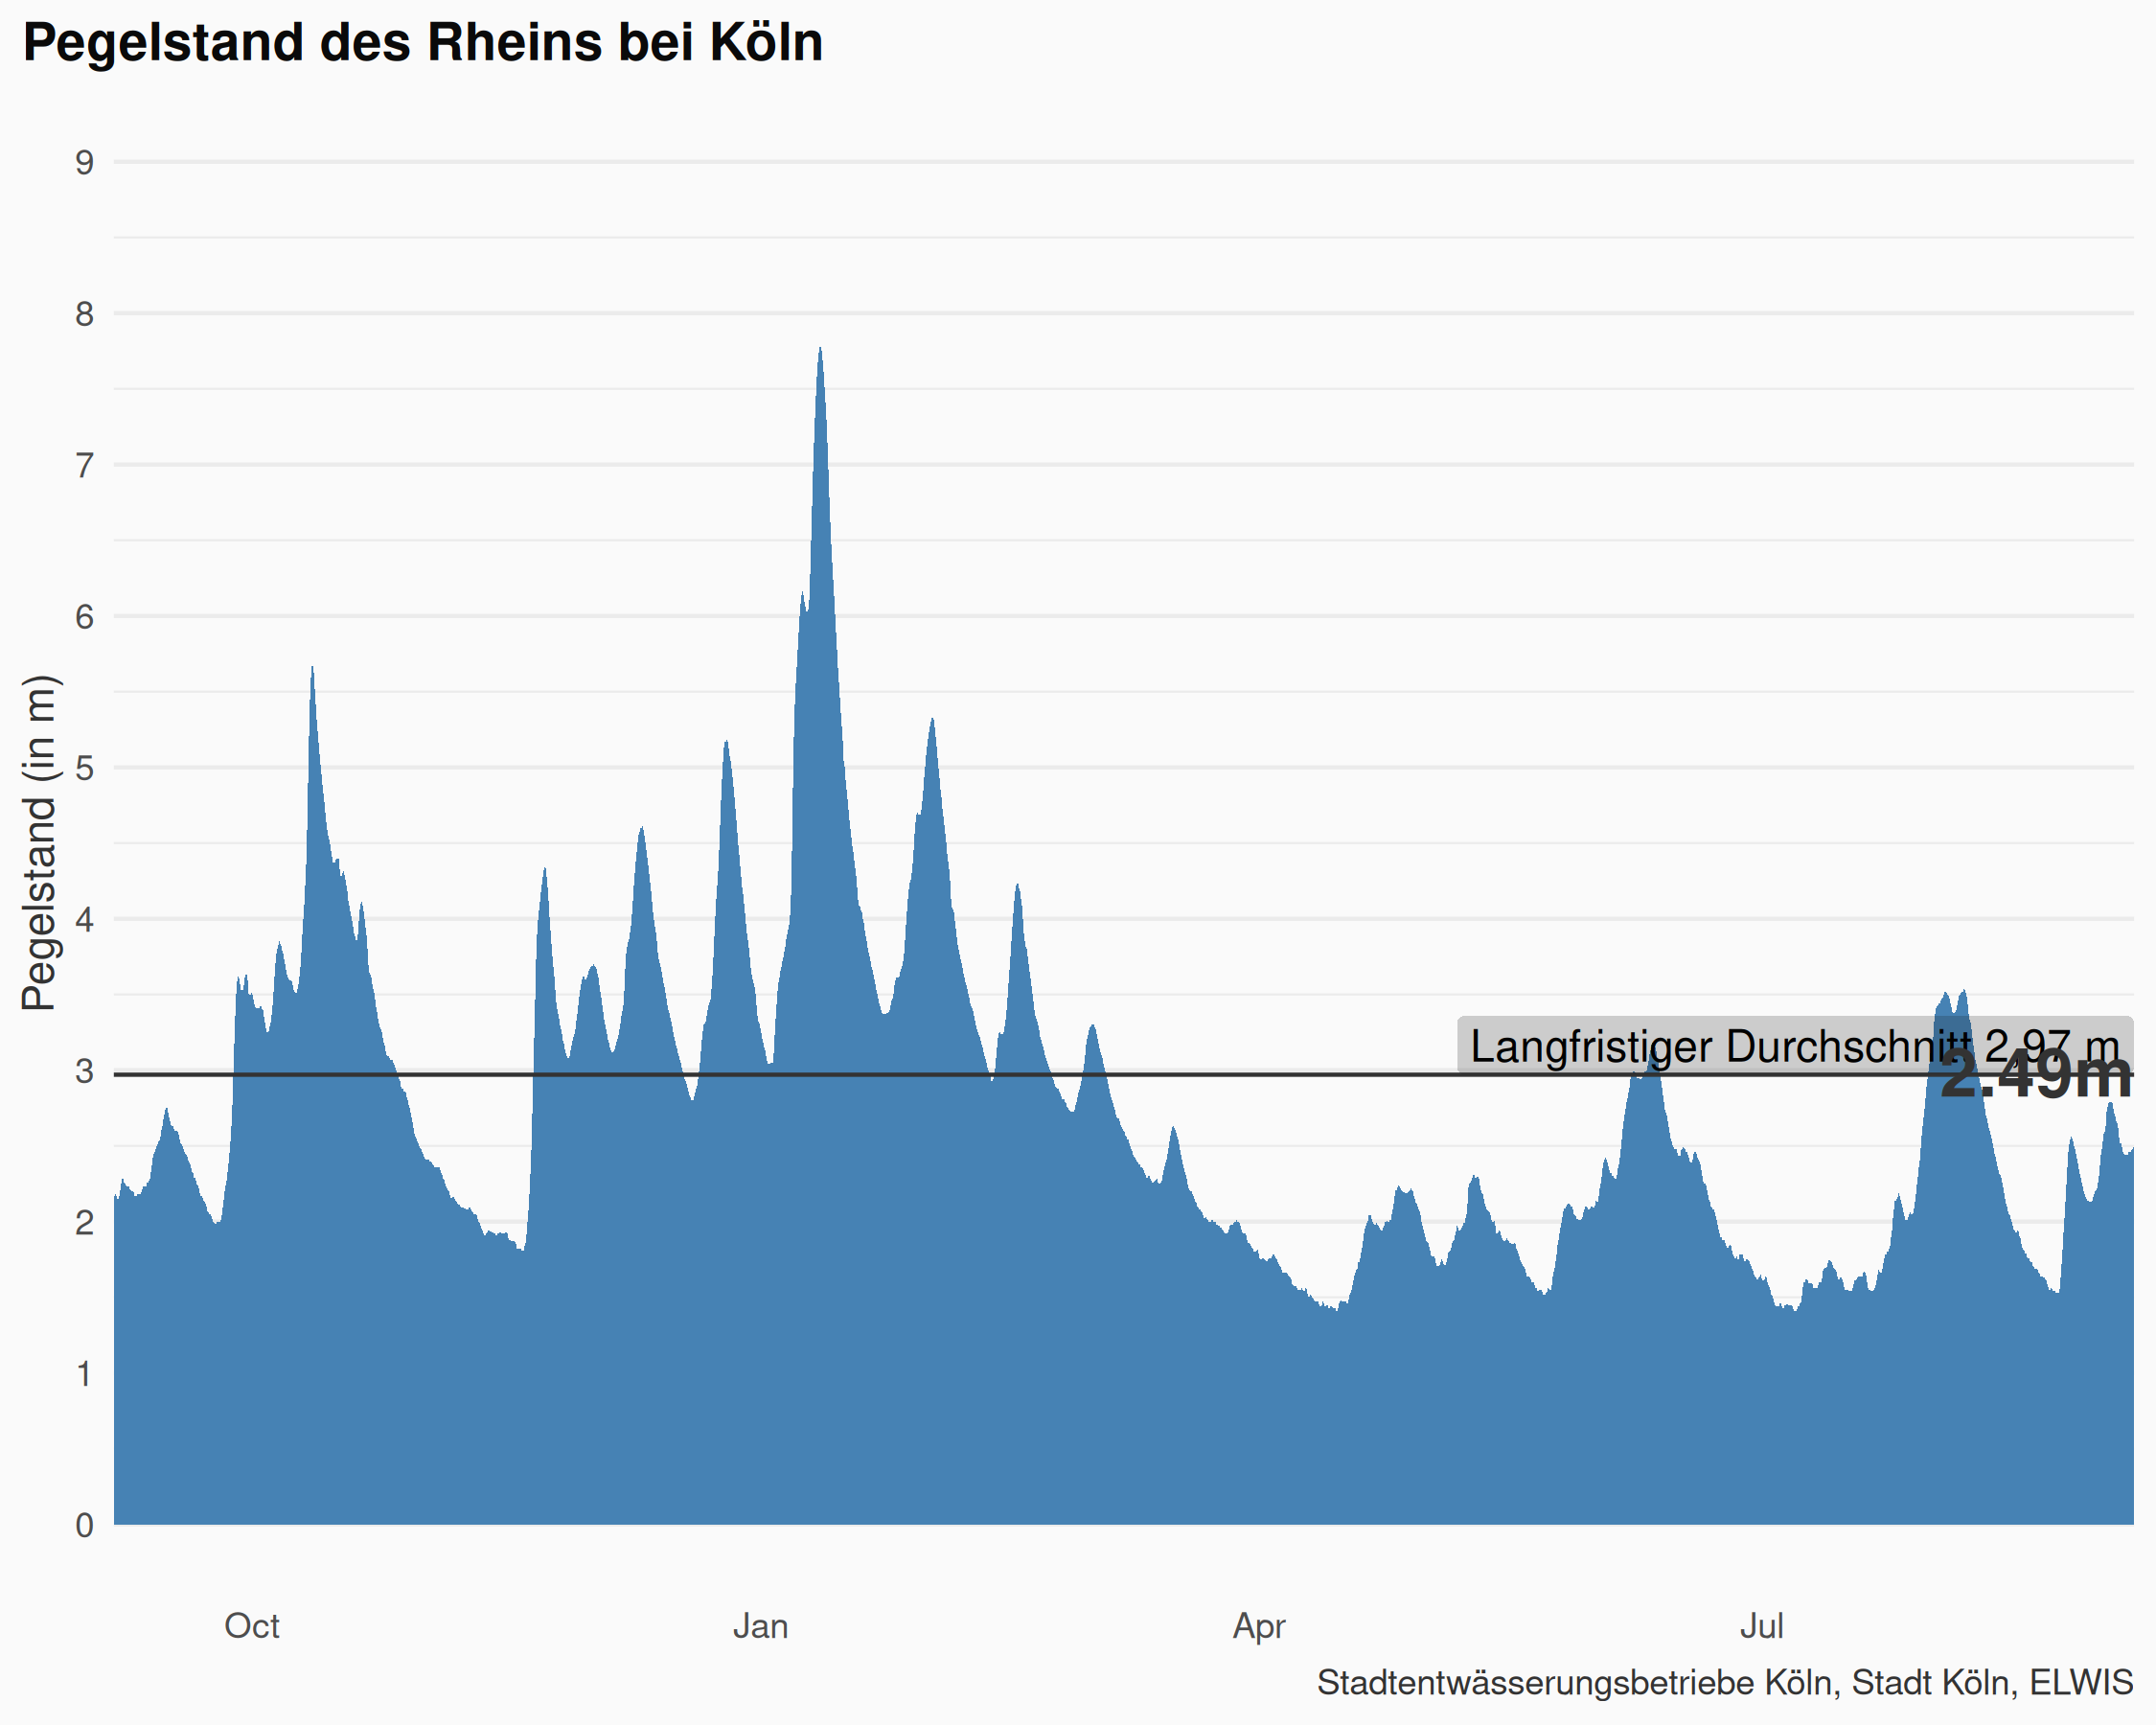 Pegelstand des Rheins bei Köln
Pegelstand (in m)
9
8
7
6
5
4
3
2
1
0
Langfristiger Durchschnitt 2,97 m
2.49m
Oct Jan Apr Jul
Stadtentwässerungsbetriebe Köln, Stadt Köln, ELWIS